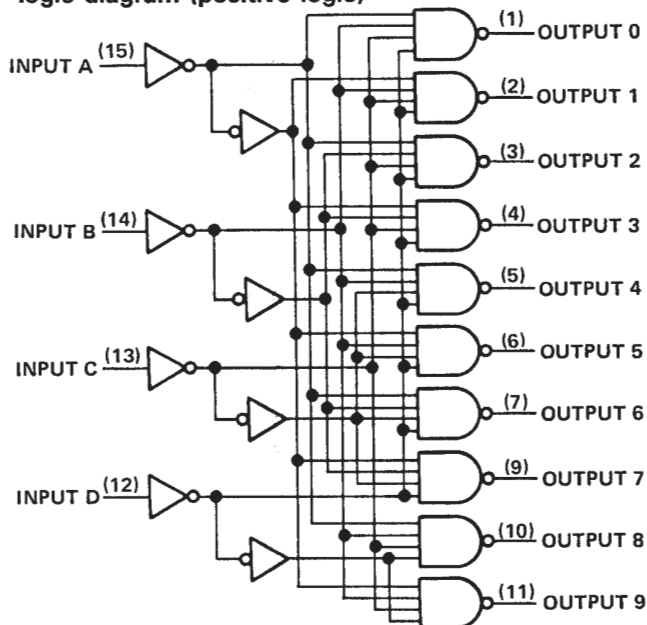 logic diagram (positive logic)
(1) OUTPUT 0
INPUT A (15)
(2) OUTPUT 1
(3) OUTPUT 2
INPUT B (14)
(4) OUTPUT 3
(5) OUTPUT 4
INPUT C (13)
(6) OUTPUT 5
(7) OUTPUT 6
INPUT D (12)
(9) OUTPUT 7
(10) OUTPUT 8
(11) OUTPUT 9